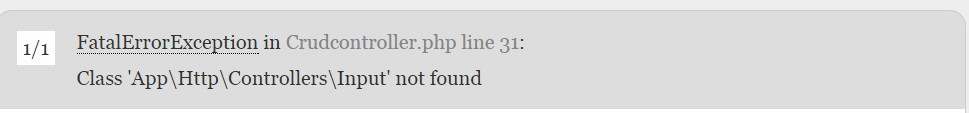 1/1
FatalErrorException in Crudcontroller.php line 31:
Class 'App\Http\Controllers\Input' not found